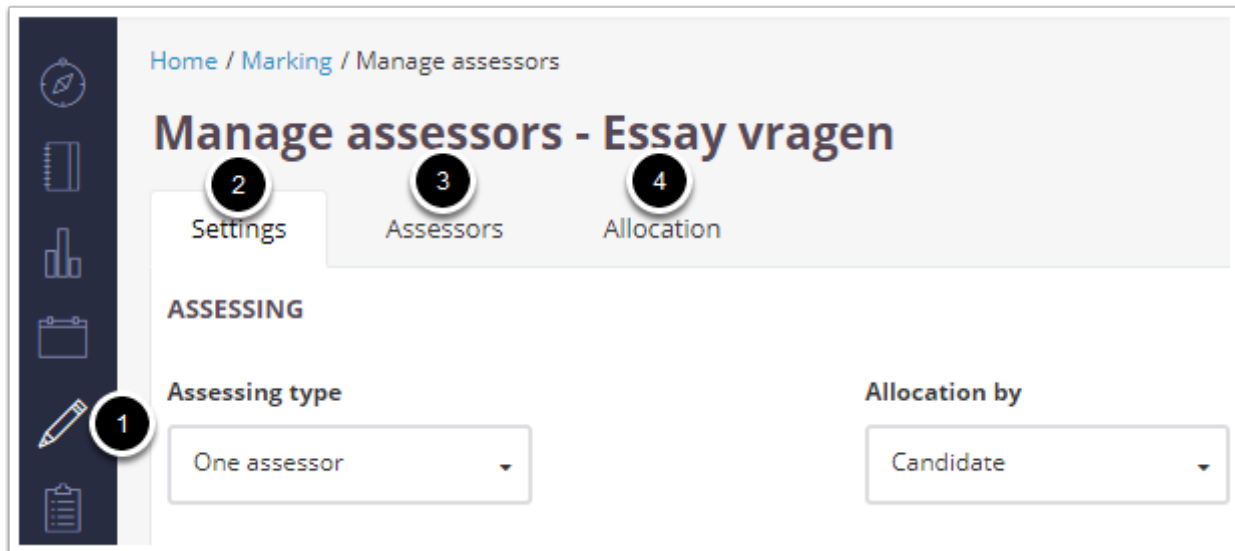 Home / Marking / Manage assessors
Manage assessors - Essay vragen
2 3 4
Settings Assessors Allocation
ASSESSING
Assessing type Allocation by
1
One assessor Candidate